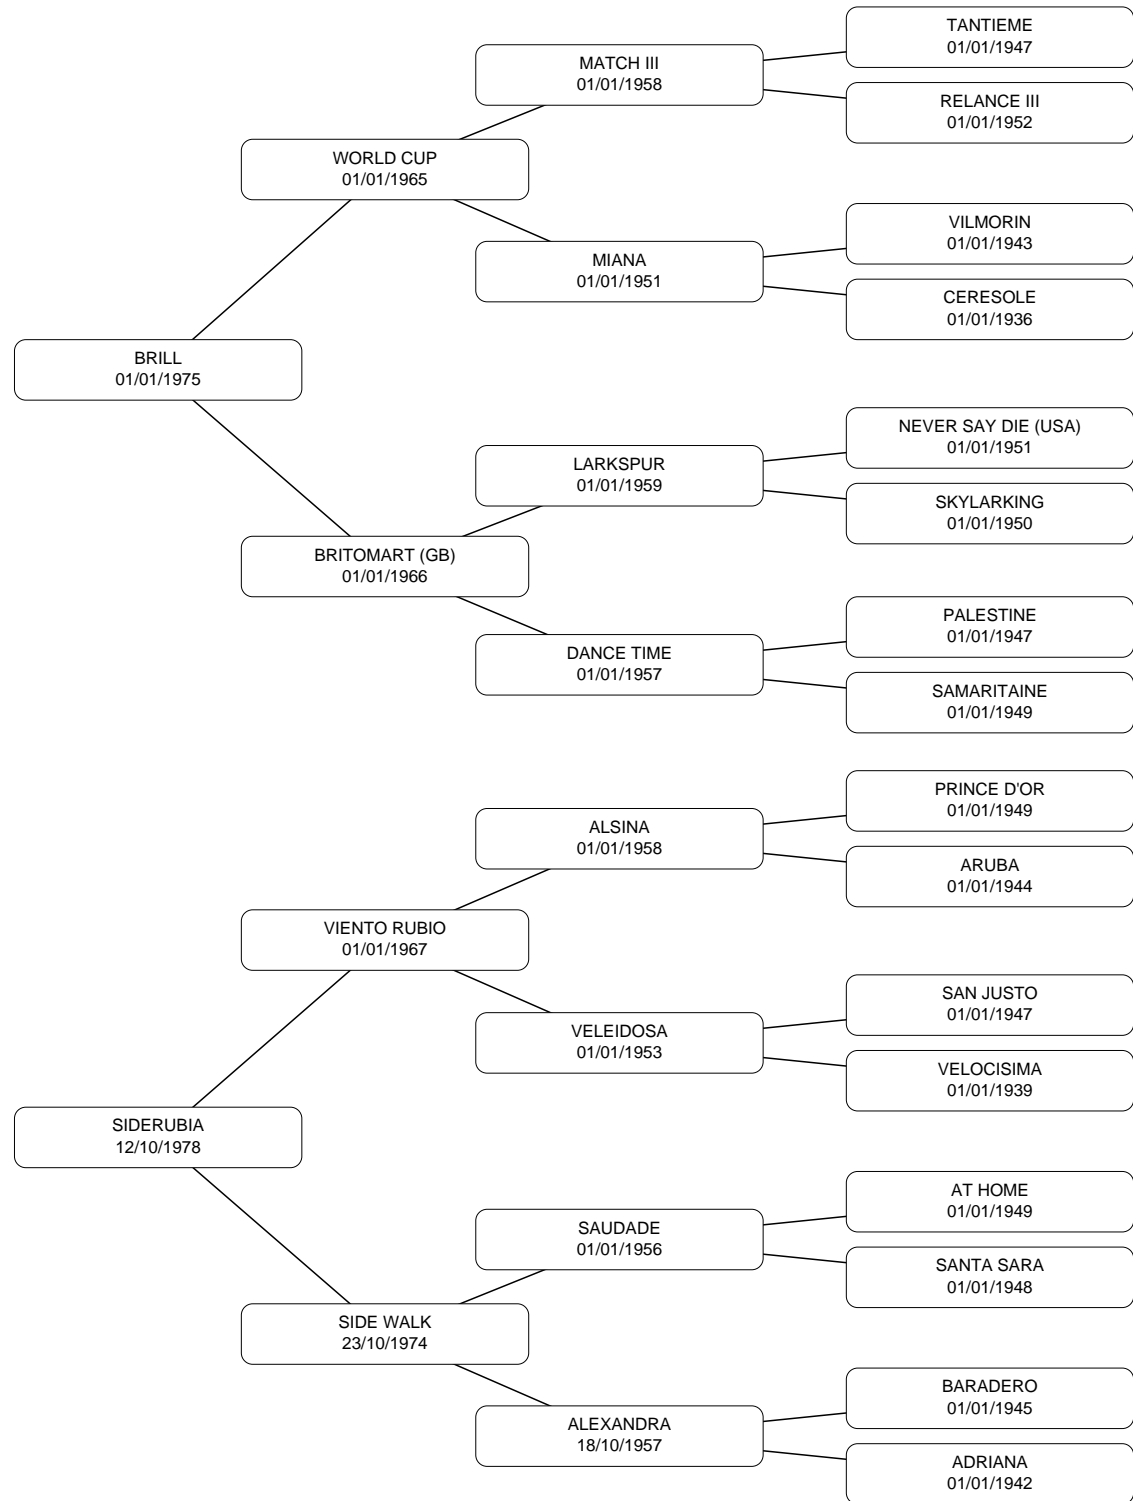 TANTIEME
01/01/1947
MATCH III
01/01/1958
RELANCE III
01/01/1952
WORLD CUP
01/01/1965
VILMORIN
01/01/1943
MIANA
01/01/1951
CERESOLE
01/01/1936
BRILL
01/01/1975
NEVER SAY DIE (USA)
01/01/1951
LARKSPUR
01/01/1959
SKYLARKING
01/01/1950
BRITOMART (GB)
01/01/1966
PALESTINE
01/01/1947
DANCE TIME
01/01/1957
SAMARITAINE
01/01/1949
PRINCE D'OR
01/01/1949
ALSINA
01/01/1958
ARUBA
01/01/1944
VIENTO RUBIO
01/01/1967
SAN JUSTO
01/01/1947
VELEIDOSA
01/01/1953
VELOCISIMA
01/01/1939
SIDERUBIA
12/10/1978
AT HOME
01/01/1949
SAUDADE
01/01/1956
SANTA SARA
01/01/1948
SIDE WALK
23/10/1974
BARADERO
01/01/1945
ALEXANDRA
18/10/1957
ADRIANA
01/01/1942